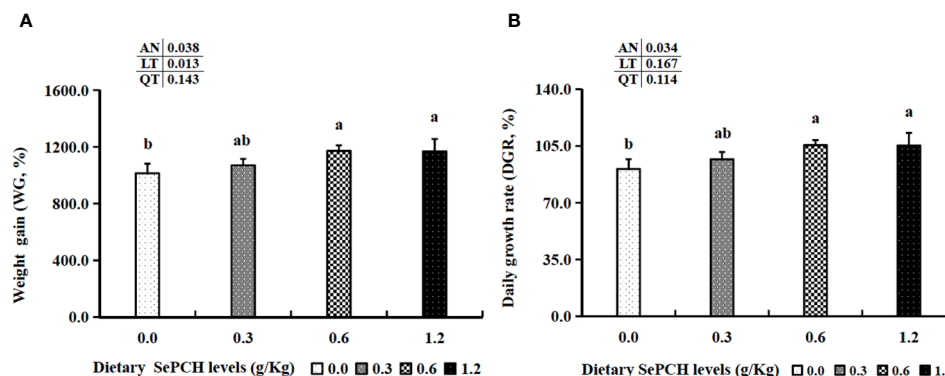 A
AN 0.038
LT 0.013
QT 0.143
Weight gain (WG, %)
1600.0
1200.0
800.0
400.0
0.0
b ab a a
0.0 0.3 0.6 1.2
Dietary SePCH levels (g/Kg) 0.0 0.3 0.6 1.2
B
AN 0.034
LT 0.167
QT 0.114
Daily growth rate (DGR, %)
140.0
105.0
70.0
35.0
0.0
b ab a a
0.0 0.3 0.6 1.2
Dietary SePCH levels (g/Kg) 0.0 0.3 0.6